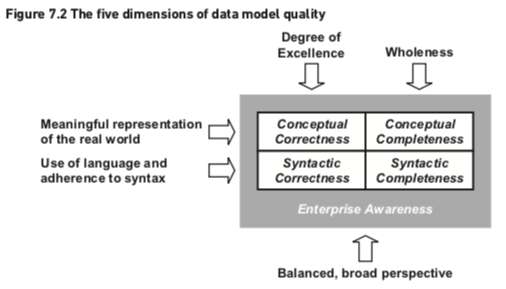 Figure 7.2 The five dimensions of data model quality
Degree of
Excellence
Wholeness
Meaningful representation
of the real world
Conceptual
Correctness
Conceptual
Completeness
Use of language and
adherence to syntax
Syntactic
Correctness
Syntactic
Completeness
Enterprise Awareness
Balanced, broad perspective